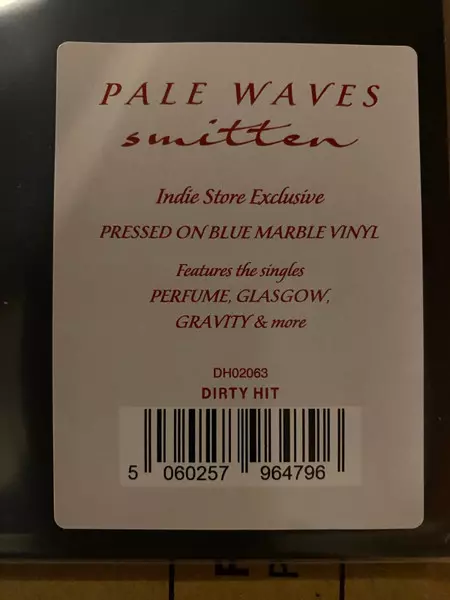 PALE WAVES
smitten
Indie Store Exclusive
PRESSED ON BLUE MARBLE VINYL
Features the singles
PERFUME, GLASGOW,
GRAVITY & more
DH02063
DIRTY HIT
5 060257 964796